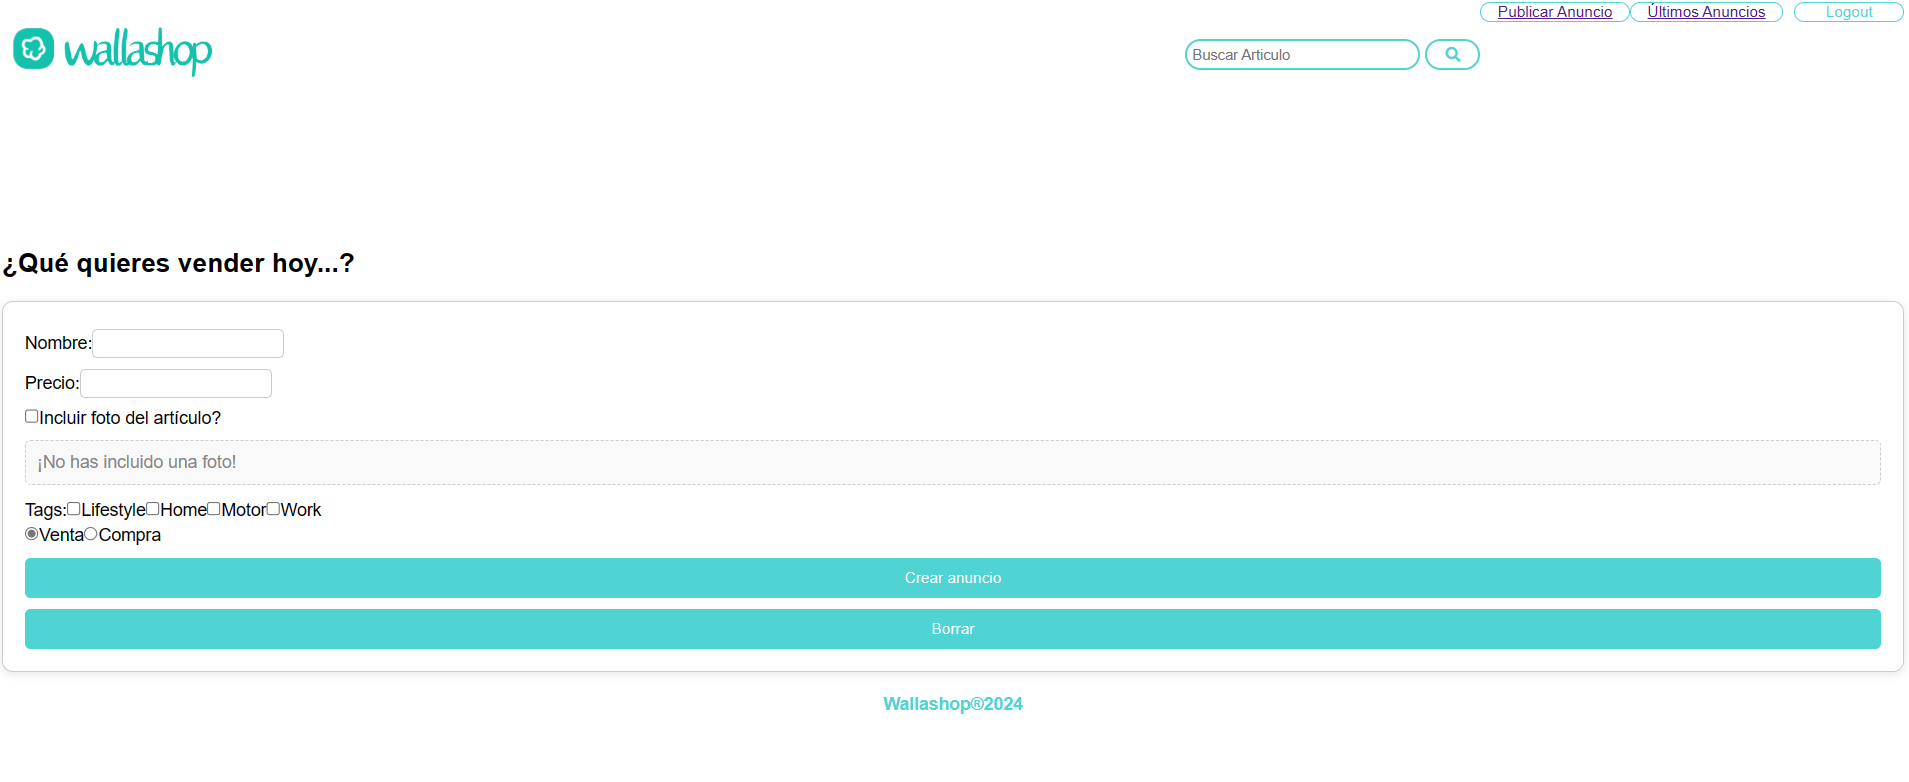 Publicar Anuncio Últimos Anuncios Logout
wallashop
Buscar Articulo
¿Qué quieres vender hoy...?
Nombre:
Precio:
Incluir foto del artículo?
¡No has incluido una foto!
Tags: Lifestyle Home Motor Work
Venta Compra
Crear anuncio
Borrar
Wallashop®2024